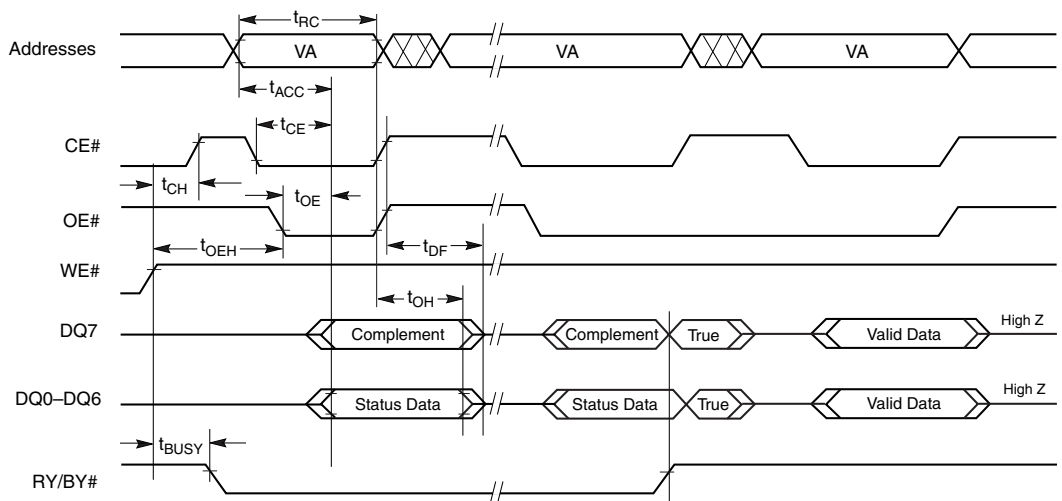 tRC
Addresses VA VA VA
tACC
tCE
CE#
tCH
tOE
OE#
tOEH tDF
WE#
tOH
DQ7 Complement Complement True Valid Data High Z
DQ0–DQ6 Status Data Status Data True Valid Data High Z
tBUSY
RY/BY#